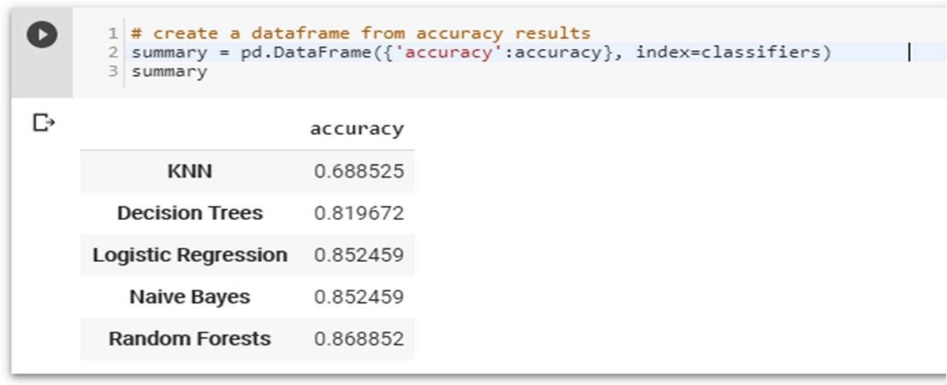 1 # create a dataframe from accuracy results
2 summary = pd.DataFrame({'accuracy':accuracy}, index=classifiers)
3 summary
accuracy
KNN 0.688525
Decision Trees 0.819672
Logistic Regression 0.852459
Naive Bayes 0.852459
Random Forests 0.868852